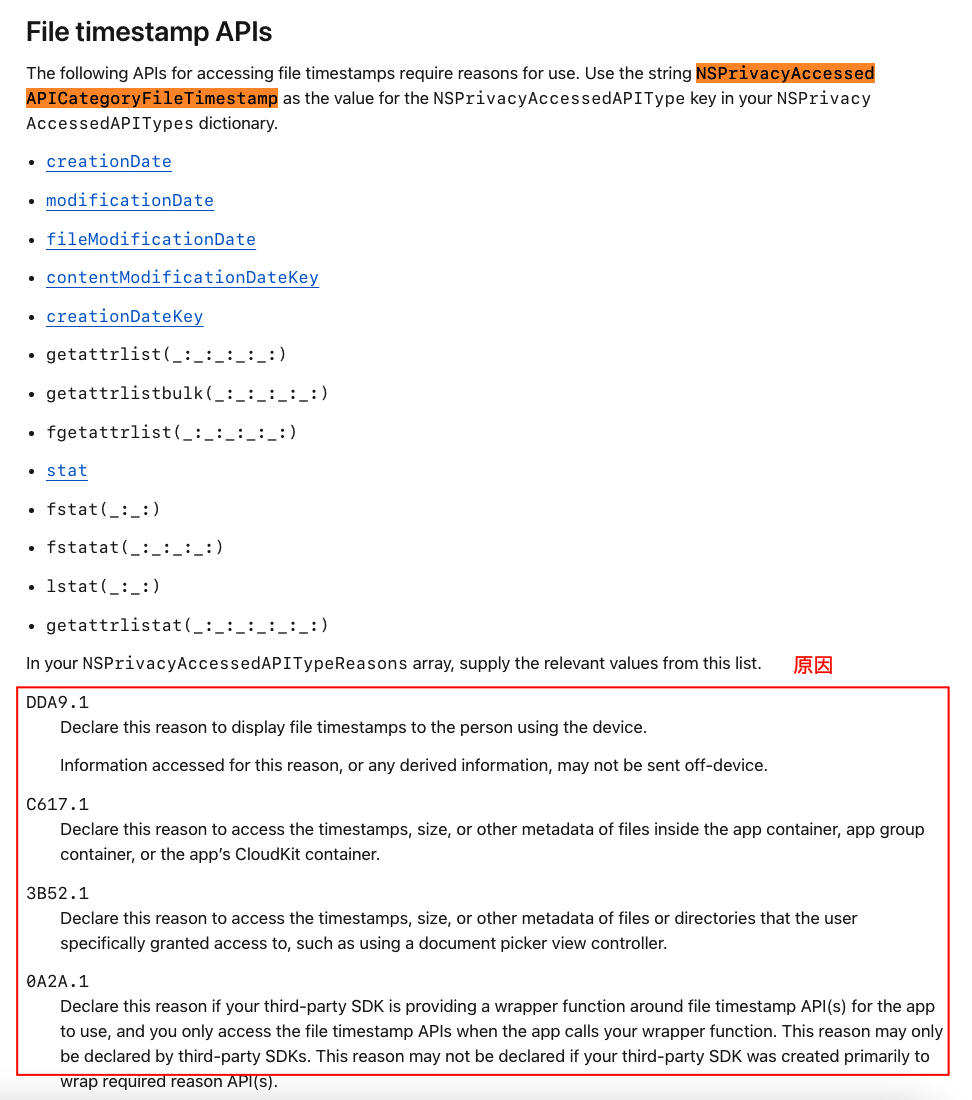 File timestamp APIs
The following APIs for accessing file timestamps require reasons for use. Use the string NSPrivacyAccessed
APICategoryFileTimestamp as the value for the NSPrivacyAccessedAPIType key in your NSPrivacy
AccessedAPITypes dictionary.
• creationDate
• modificationDate
• fileModificationDate
• contentModificationDateKey
• creationDateKey
• getattrlist(_:_:_:_:_:)
• getattrlistbulk(_:_:_:_:_:)
• fgetattrlist(_:_:_:_:_:)
• stat
• fstat(_:_:)
• fstatat(_:_:_:_:)
• lstat(_:_:)
• getattrlistat(_:_:_:_:_:_:)
In your NSPrivacyAccessedAPITypeReasons array, supply the relevant values from this list. 原因
DDA9.1
Declare this reason to display file timestamps to the person using the device.
Information accessed for this reason, or any derived information, may not be sent off-device.
C617.1
Declare this reason to access the timestamps, size, or other metadata of files inside the app container, app group
container, or the app’s CloudKit container.
3B52.1
Declare this reason to access the timestamps, size, or other metadata of files or directories that the user
specifically granted access to, such as using a document picker view controller.
0A2A.1
Declare this reason if your third-party SDK is providing a wrapper function around file timestamp API(s) for the app
to use, and you only access the file timestamp APIs when the app calls your wrapper function. This reason may only
be declared by third-party SDKs. This reason may not be declared if your third-party SDK was created primarily to
wrap required reason API(s).